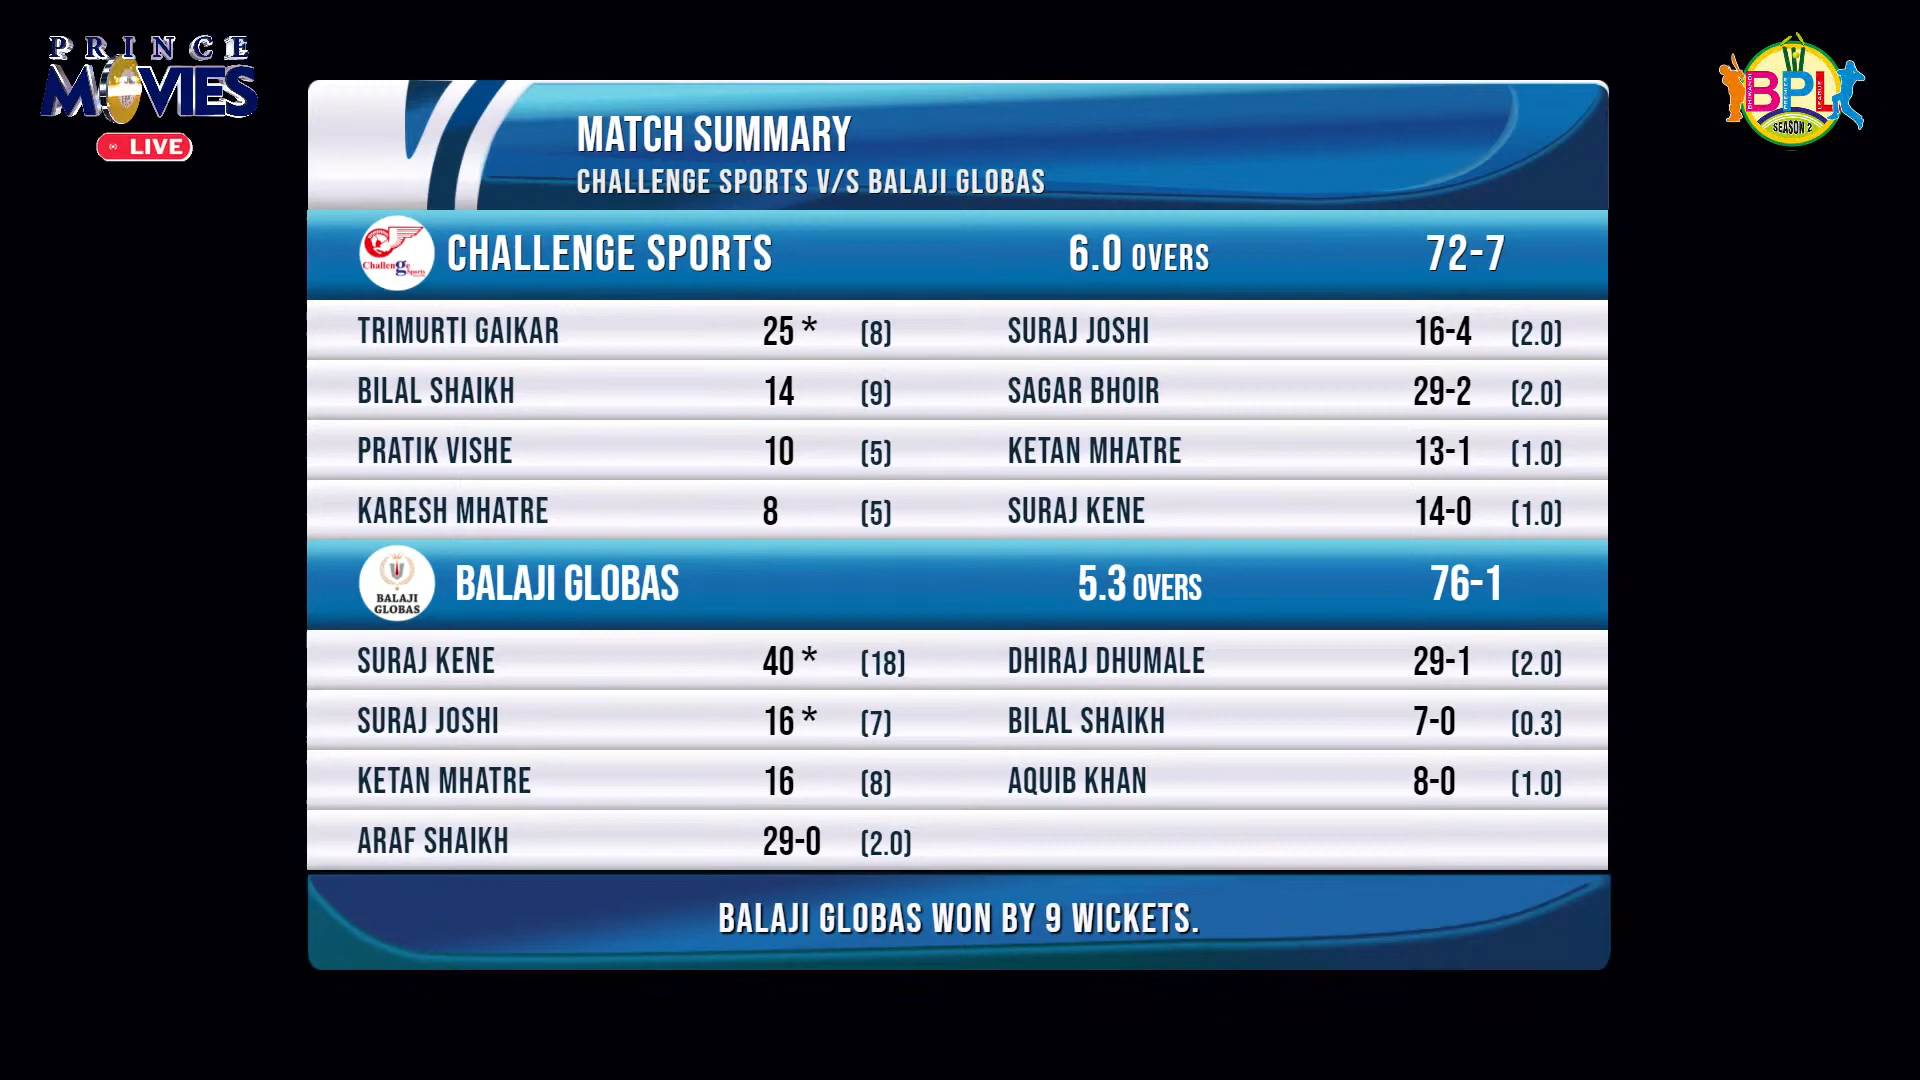 PRINCE
MOVIES
LIVE
BPL
SEASON 2
MATCH SUMMARY
CHALLENGE SPORTS V/S BALAJI GLOBAS
Challenge
Sports
CHALLENGE SPORTS 6.0 OVERS 72-7
TRIMURTI GAIKAR 25 * (8) SURAJ JOSHI 16-4 (2.0)
BILAL SHAIKH 14 (9) SAGAR BHOIR 29-2 (2.0)
PRATIK VISHE 10 (5) KETAN MHATRE 13-1 (1.0)
KARESH MHATRE 8 (5) SURAJ KENE 14-0 (1.0)
BALAJI
GLOBAS
BALAJI GLOBAS 5.3 OVERS 76-1
SURAJ KENE 40 * (18) DHIRAJ DHUMALE 29-1 (2.0)
SURAJ JOSHI 16 * (7) BILAL SHAIKH 7-0 (0.3)
KETAN MHATRE 16 (8) AQUIB KHAN 8-0 (1.0)
ARAF SHAIKH 29-0 (2.0)
BALAJI GLOBAS WON BY 9 WICKETS.